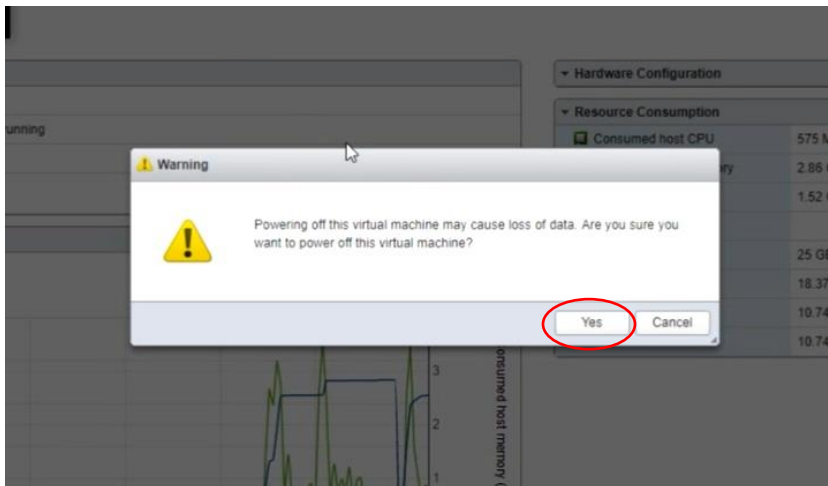 Hardware Configuration
Resource Consumption
unning
Consumed host CPU
575 M
Warning
ry
2.86
1.52
Powering off this virtual machine may cause loss of data. Are you sure you
want to power off this virtual machine?
25 GB
18.37
10.74
Yes
Cancel
10.74
3
2
1
onsumed host memory (